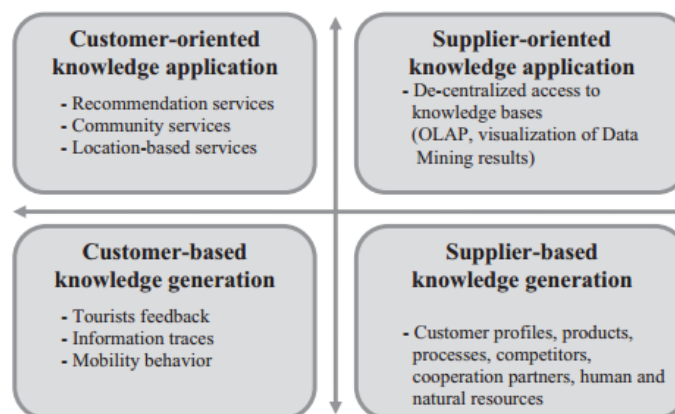 Customer-oriented
knowledge application
- Recommendation services
- Community services
- Location-based services
Supplier-oriented
knowledge application
- De-centralized access to
knowledge bases
(OLAP, visualization of Data
Mining results)
Customer-based
knowledge generation
- Tourists feedback
- Information traces
- Mobility behavior
Supplier-based
knowledge generation
- Customer profiles, products,
processes, competitors,
cooperation partners, human and
natural resources